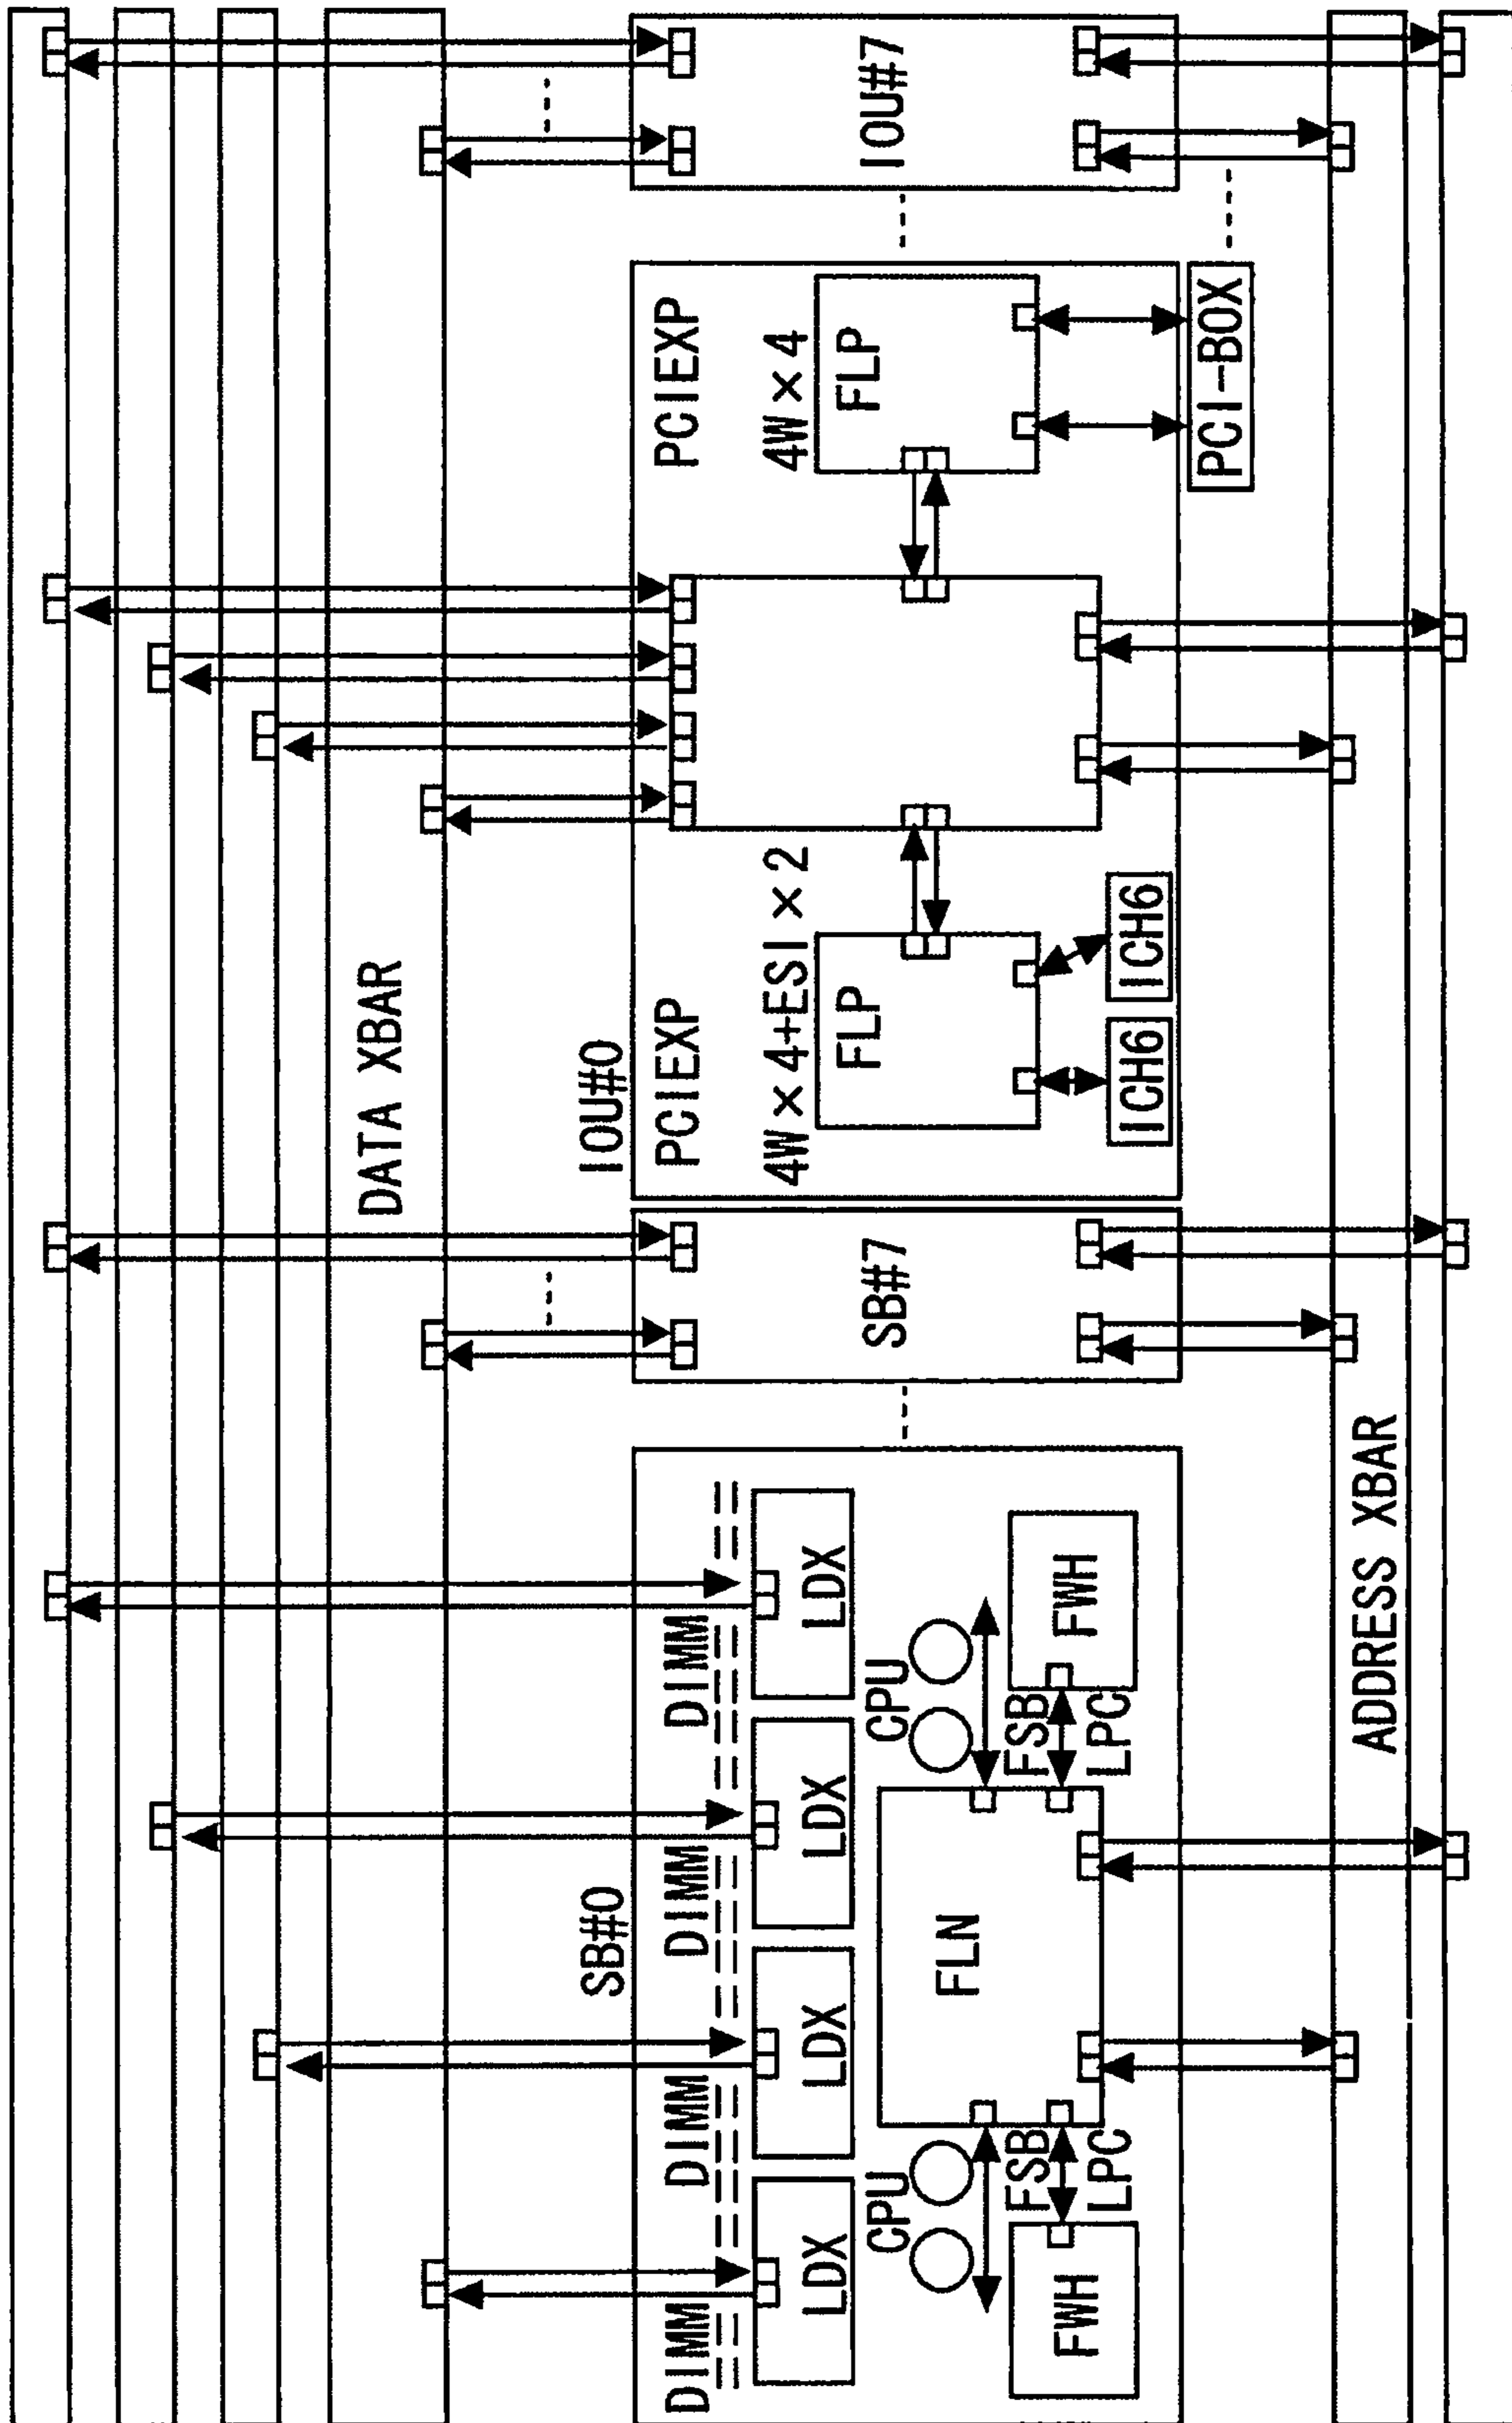 DATA XBAR
SB#0
DIMM
DIMM
DIMM
DIMM
LDX
LDX
LDX
LDX
CPU
CPU
FLN
FSB
FSB
LPC
LPC
FWH
FWH
SB#7
IOU#0
PCIEXP
PCIEXP
4W×4+ESI×2
4W×4
FLP
FLP
ICH6
ICH6
PCI-BOX
IOU#7
ADDRESS XBAR